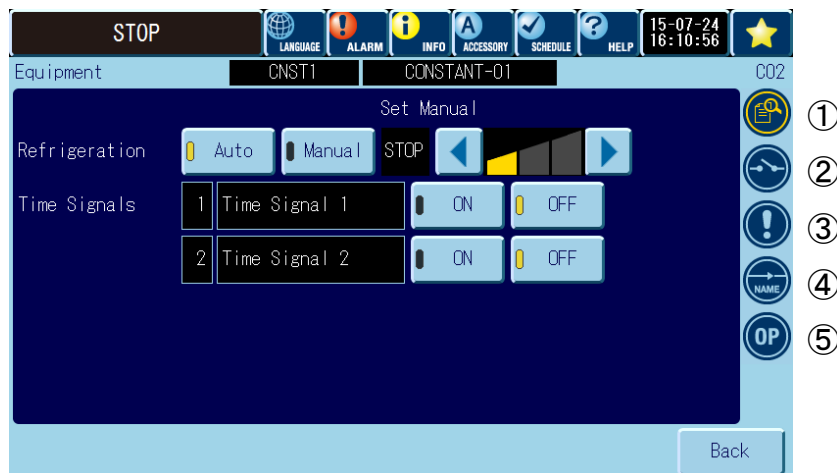 STOP LANGUAGE ALARM INFO ACCESSORY SCHEDULE HELP 15-07-24
16:10:56
Equipment CNST1 CONSTANT-01 CO2
Set Manual
①
Refrigeration Auto Manual STOP
②
Time Signals 1 Time Signal 1 ON OFF
③
2 Time Signal 2 ON OFF
NAME ④
OP ⑤
Back